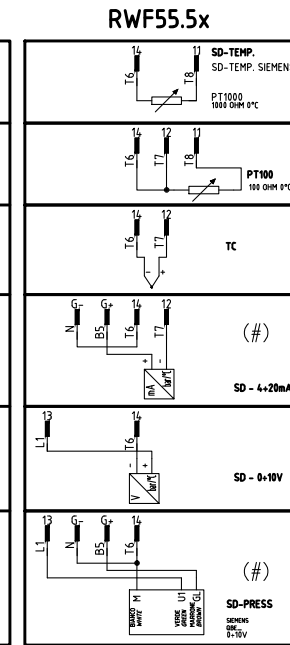 RWF55.5x
14 11 SD-TEMP.
SD-TEMP. SIEMENS
T6 T8
PT1000
1000 OHM 0°C
14 12 11
T6 T7 T8
PT100
100 OHM 0°C
14 12
T6 T7 TC
- +
G- G+ 14 12
N B5 T6 T7 (#)
+ -
mA bar/°C
SD - 4÷20mA
13 14
L1 T6
- +
V bar/°C
SD - 0÷10V
13 G- G+ 14
L1 N B5 T6 (#)
M U1 GL
BIANCO
WHITE
VERDE
GREEN
MARRONE
BROWN
SD-PRESS
SIEMENS
QBE...
0÷10V